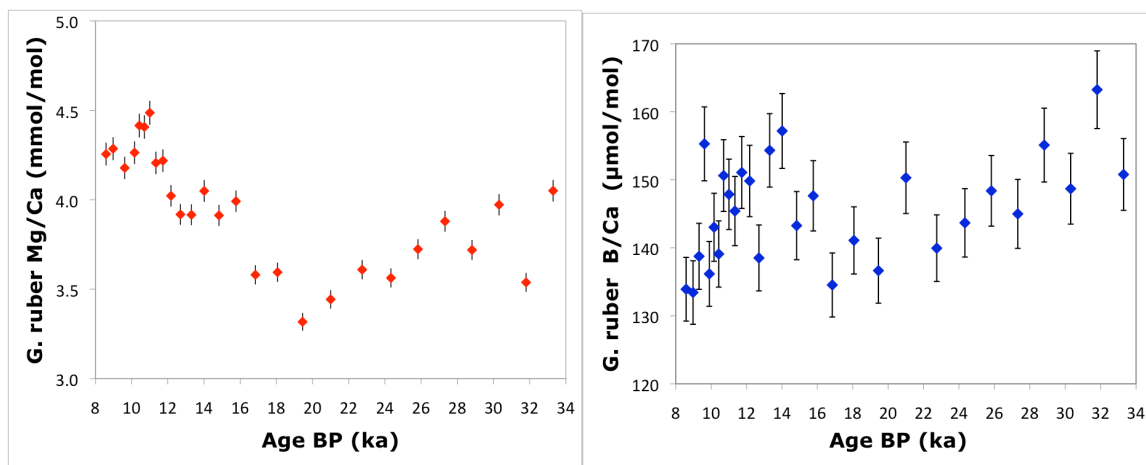 G. ruber Mg/Ca (mmol/mol)
5.0
4.5
4.0
3.5
3.0
8 10 12 14 16 18 20 22 24 26 28 30 32 34
Age BP (ka)
G. ruber B/Ca (μmol/mol)
170
160
150
140
130
120
8 10 12 14 16 18 20 22 24 26 28 30 32 34
Age BP (ka)